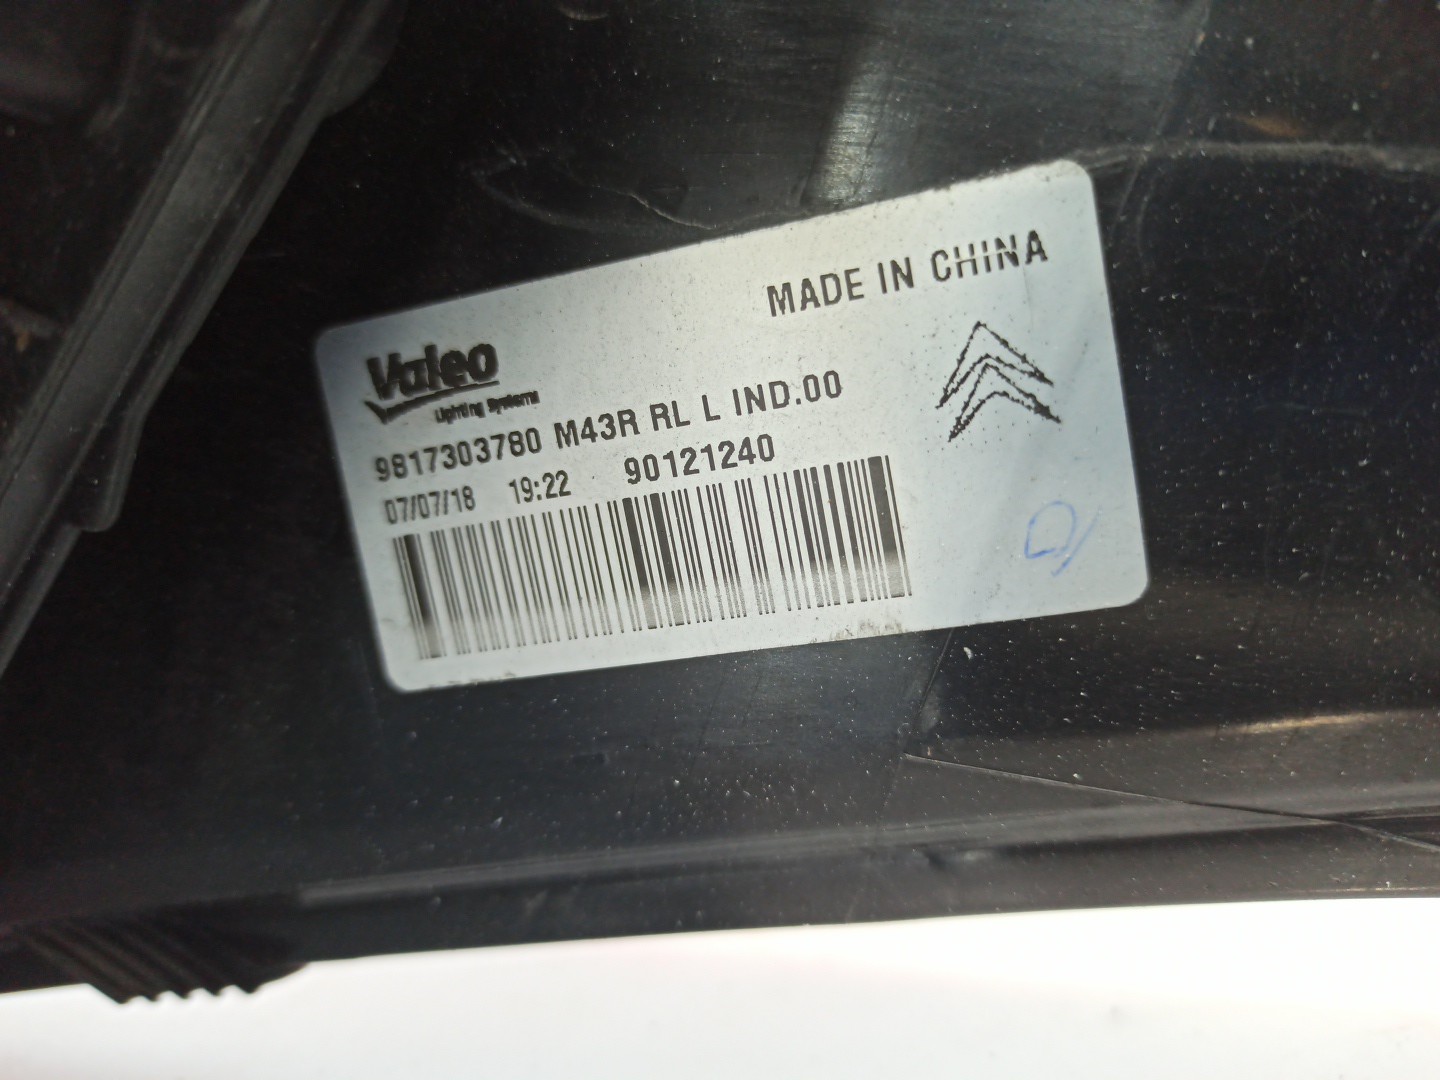 MADE IN CHINA
Valeo
Lighting Systems
9817303780 M43R RL L IND.00
07/07/18 19:22 90121240